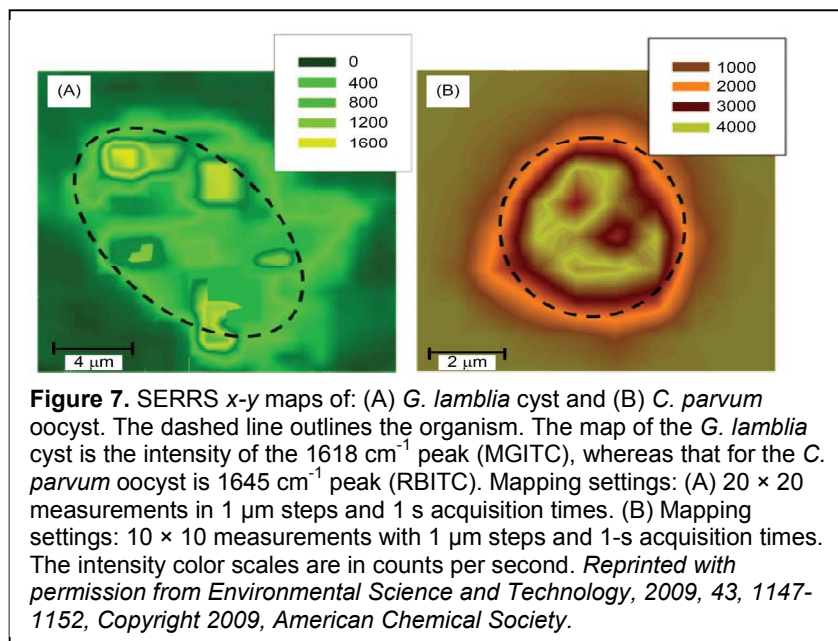 (A)
0
400
800
1200
1600
4 μm
(B)
1000
2000
3000
4000
2 μm
Figure 7. SERRS x-y maps of: (A) G. lamblia
cyst and (B) C. parvum
oocyst. The dashed line outlines the organism. The map of the G. lamblia
cyst is the intensity of the 1618 cm⁻¹ peak (MGITC), whereas that for the C.
parvum oocyst is 1645 cm⁻¹ peak (RBITC). Mapping settings: (A) 20 × 20
measurements in 1 μm steps and 1 s acquisition times. (B) Mapping
settings: 10 × 10 measurements with 1 μm steps and 1-s acquisition times.
The intensity color scales are in counts per second. Reprinted with
permission from Environmental Science and Technology, 2009, 43, 1147-
1152, Copyright 2009, American Chemical Society.